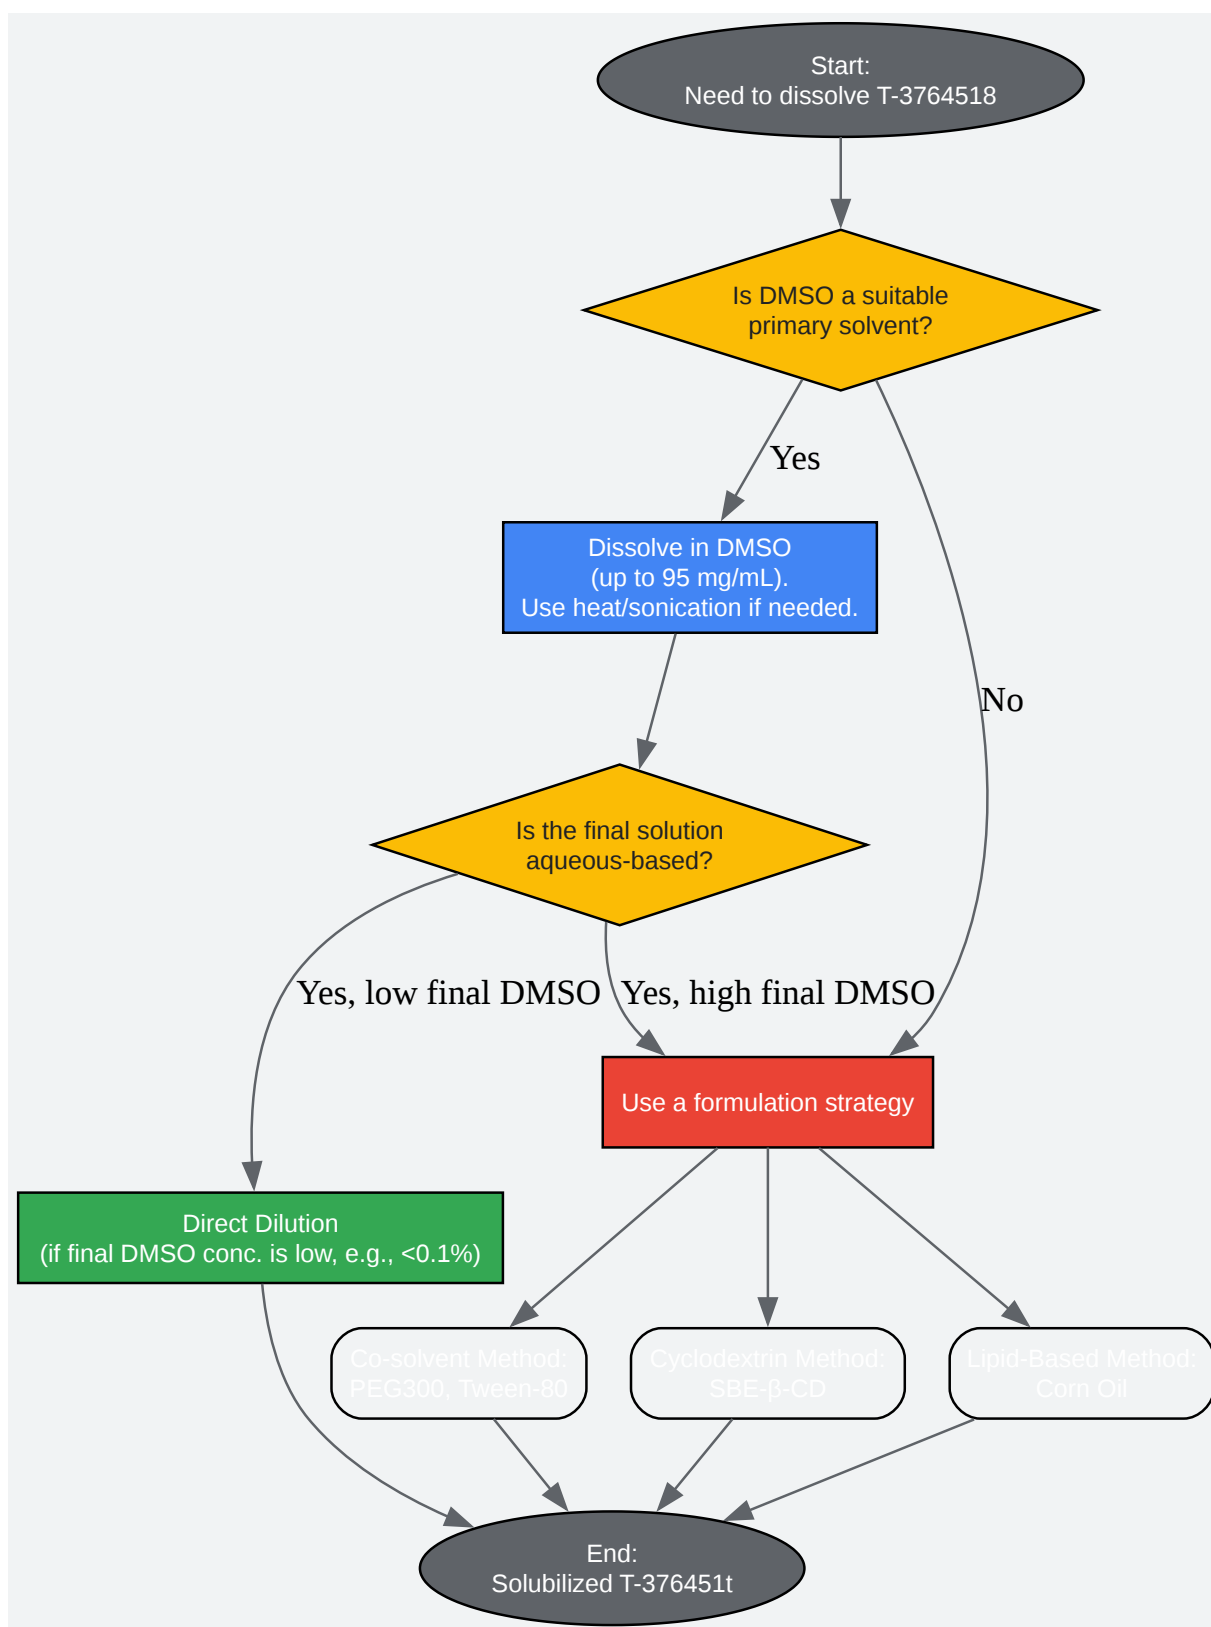 Start:
Need to dissolve T-3764518
Is DMSO a suitable
primary solvent?
Yes
Dissolve in DMSO
(up to 95 mg/mL).
Use heat/sonication if needed.
No
Is the final solution
aqueous-based?
Yes, low final DMSO
Yes, high final DMSO
Use a formulation strategy
Direct Dilution
(if final DMSO conc. is low, e.g., <0.1%)
Co-solvent Method:
PEG300, Tween-80
Cyclodextrin Method:
SBE-β-CD
Lipid-Based Method:
Corn Oil
End:
Solubilized T-376451t